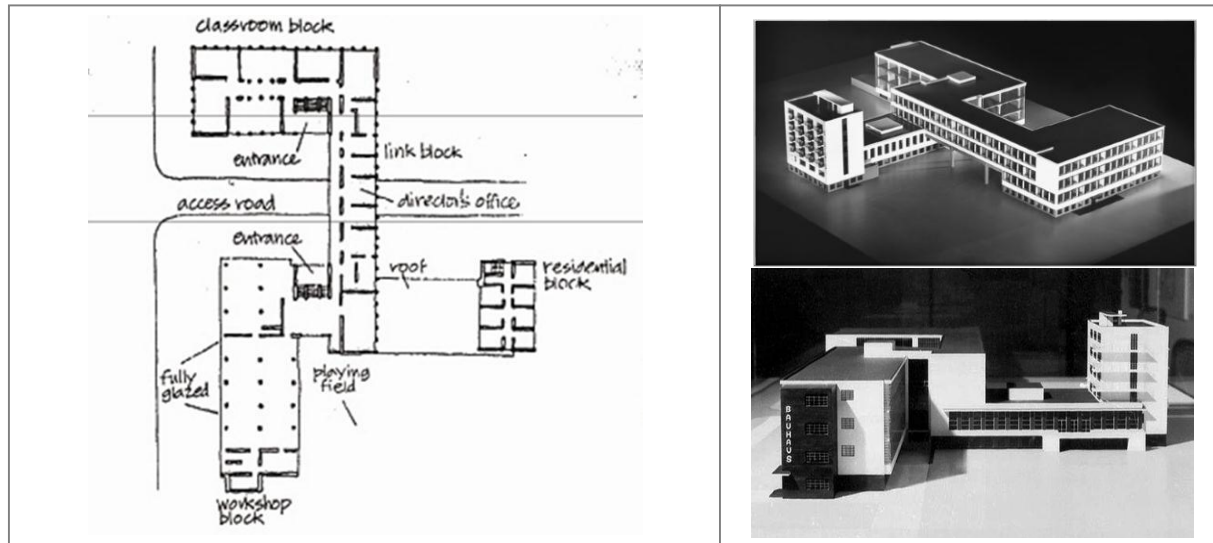 classroom block
entrance
link block
access road
director's office
entrance
roof
residential
block
fully
glazed
playing
field
workshop
block
BAUHAUS